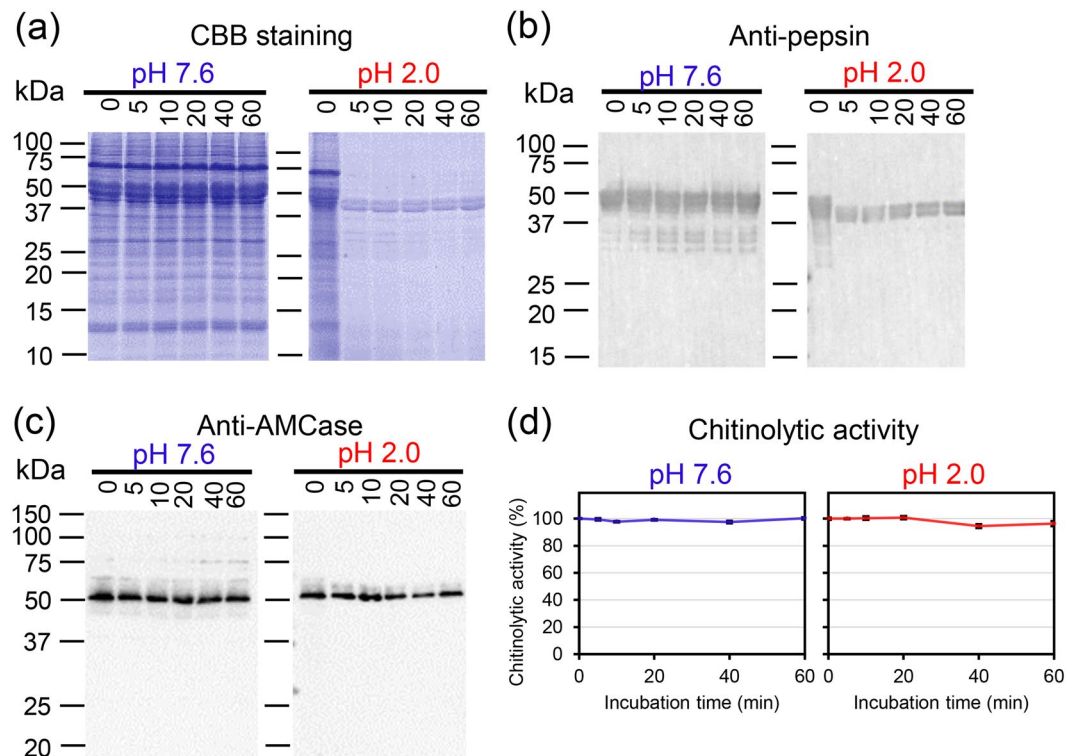 (a)
CBB staining
pH 7.6 pH 2.0
kDa 0 5 10 20 40 60 0 5 10 20 40 60
100
75
50
37
25
20
15
10
(b)
Anti-pepsin
pH 7.6 pH 2.0
kDa 0 5 10 20 40 60 0 5 10 20 40 60
100
75
50
37
25
20
15
(c)
Anti-AMCase
pH 7.6 pH 2.0
kDa 0 5 10 20 40 60 0 5 10 20 40 60
150
100
75
50
37
25
20
(d)
Chitinolytic activity
pH 7.6 pH 2.0
Chitinolytic activity (%)
100
80
60
40
20
0
0 20 40 60 0 20 40 60
Incubation time (min) Incubation time (min)